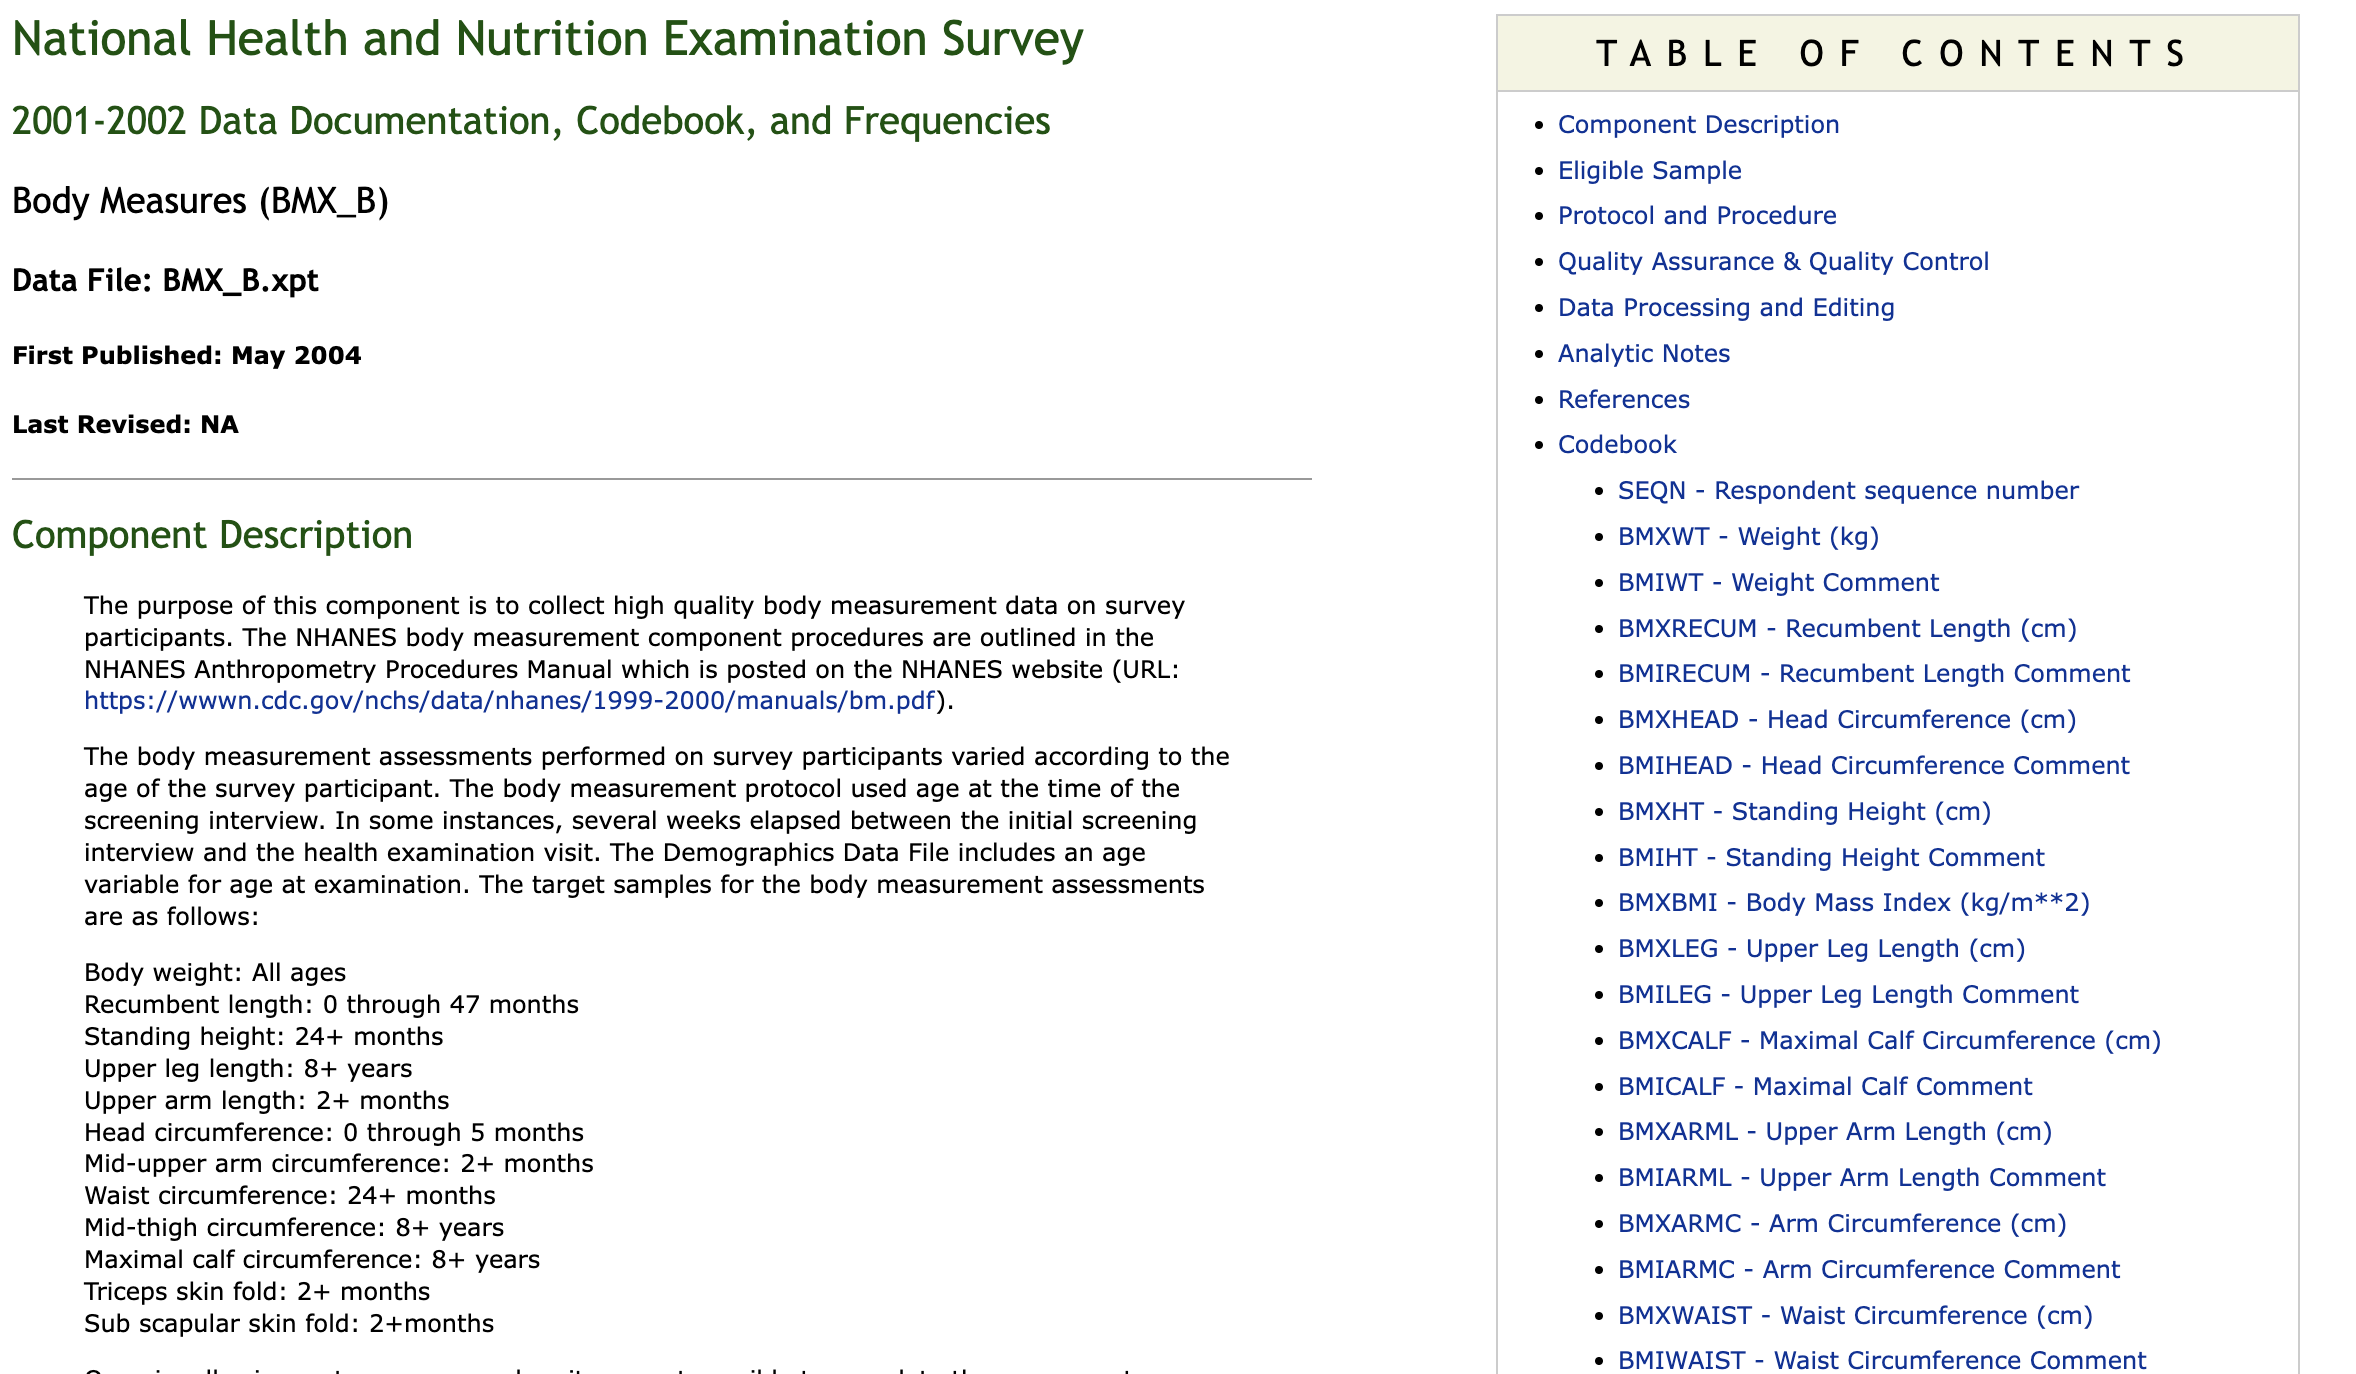 National Health and Nutrition Examination Survey
2001-2002 Data Documentation, Codebook, and Frequencies
Body Measures (BMX_B)
Data File: BMX_B.xpt
First Published: May 2004
Last Revised: NA
Component Description
The purpose of this component is to collect high quality body measurement data on survey
participants. The NHANES body measurement component procedures are outlined in the
NHANES Anthropometry Procedures Manual which is posted on the NHANES website (URL:
https://wwwn.cdc.gov/nchs/data/nhanes/1999-2000/manuals/bm.pdf).
The body measurement assessments performed on survey participants varied according to the
age of the survey participant. The body measurement protocol used age at the time of the
screening interview. In some instances, several weeks elapsed between the initial screening
interview and the health examination visit. The Demographics Data File includes an age
variable for age at examination. The target samples for the body measurement assessments
are as follows:
Body weight: All ages
Recumbent length: 0 through 47 months
Standing height: 24+ months
Upper leg length: 8+ years
Upper arm length: 2+ months
Head circumference: 0 through 5 months
Mid-upper arm circumference: 2+ months
Waist circumference: 24+ months
Mid-thigh circumference: 8+ years
Maximal calf circumference: 8+ years
Triceps skin fold: 2+ months
Sub scapular skin fold: 2+months
TABLE OF CONTENTS
• Component Description
• Eligible Sample
• Protocol and Procedure
• Quality Assurance & Quality Control
• Data Processing and Editing
• Analytic Notes
• References
• Codebook
• SEQN - Respondent sequence number
• BMXWT - Weight (kg)
• BMIWT - Weight Comment
• BMXRECUM - Recumbent Length (cm)
• BMIRECUM - Recumbent Length Comment
• BMXHEAD - Head Circumference (cm)
• BMIHEAD - Head Circumference Comment
• BMXHT - Standing Height (cm)
• BMIHT - Standing Height Comment
• BMXBMI - Body Mass Index (kg/m**2)
• BMXLEG - Upper Leg Length (cm)
• BMILEG - Upper Leg Length Comment
• BMXCALF - Maximal Calf Circumference (cm)
• BMICALF - Maximal Calf Comment
• BMXARML - Upper Arm Length (cm)
• BMIARML - Upper Arm Length Comment
• BMXARMC - Arm Circumference (cm)
• BMIARMC - Arm Circumference Comment
• BMXWAIST - Waist Circumference (cm)
• BMIWAIST - Waist Circumference Comment